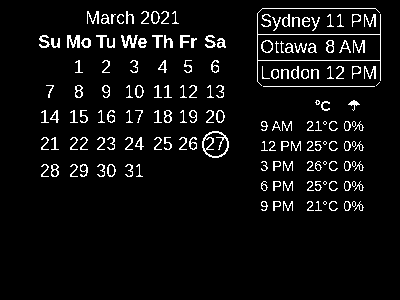 March 2021
Su Mo Tu We Th Fr Sa
1 2 3 4 5 6
7 8 9 10 11 12 13
14 15 16 17 18 19 20
21 22 23 24 25 26 27
28 29 30 31
Sydney 11 PM
Ottawa 8 AM
London 12 PM
°C ☂
9 AM 21°C 0%
12 PM 25°C 0%
3 PM 26°C 0%
6 PM 25°C 0%
9 PM 21°C 0%